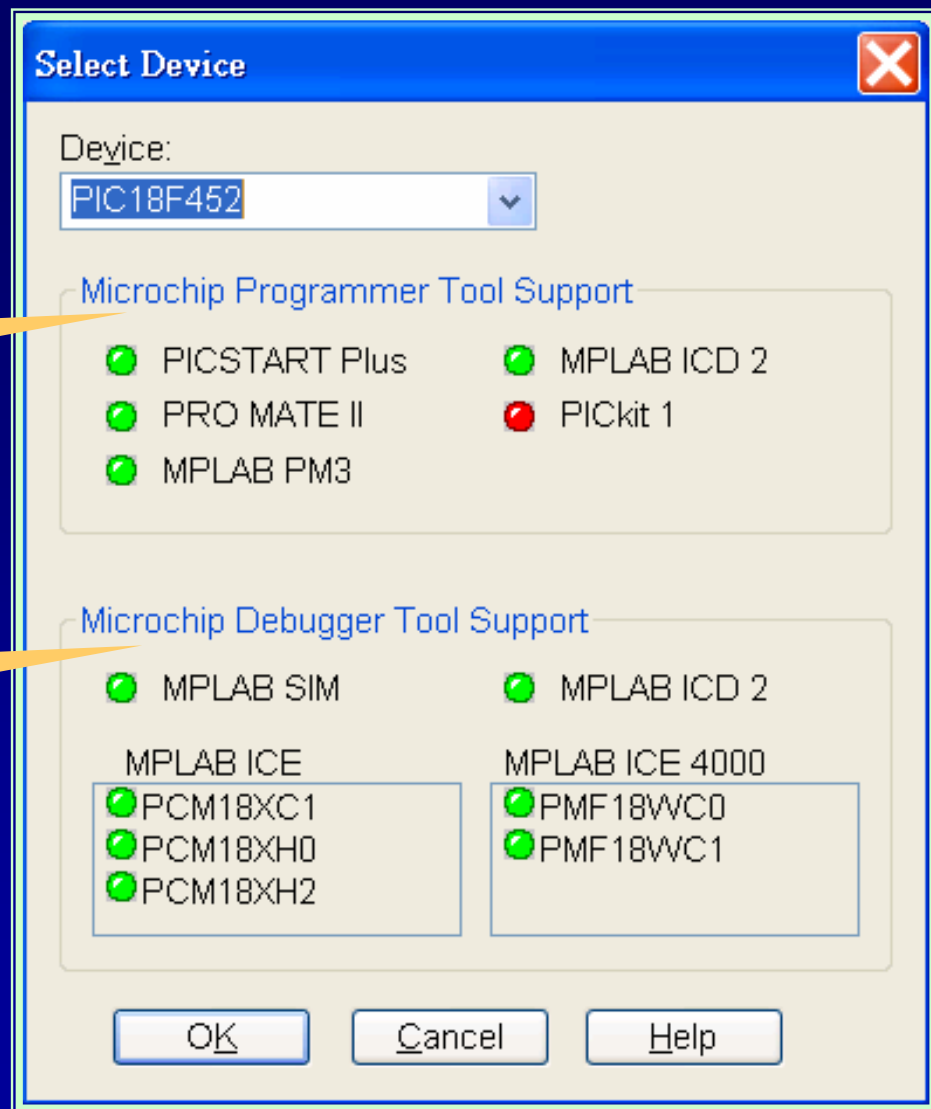 Select Device
Device:
PIC18F452
Microchip Programmer Tool Support
PICSTART Plus
MPLAB ICD 2
PRO MATE II
PICkit 1
MPLAB PM3
Microchip Debugger Tool Support
MPLAB SIM
MPLAB ICD 2
MPLAB ICE
PCM18XC1
PCM18XH0
PCM18XH2
MPLAB ICE 4000
PMF18WC0
PMF18WC1
OK
Cancel
Help